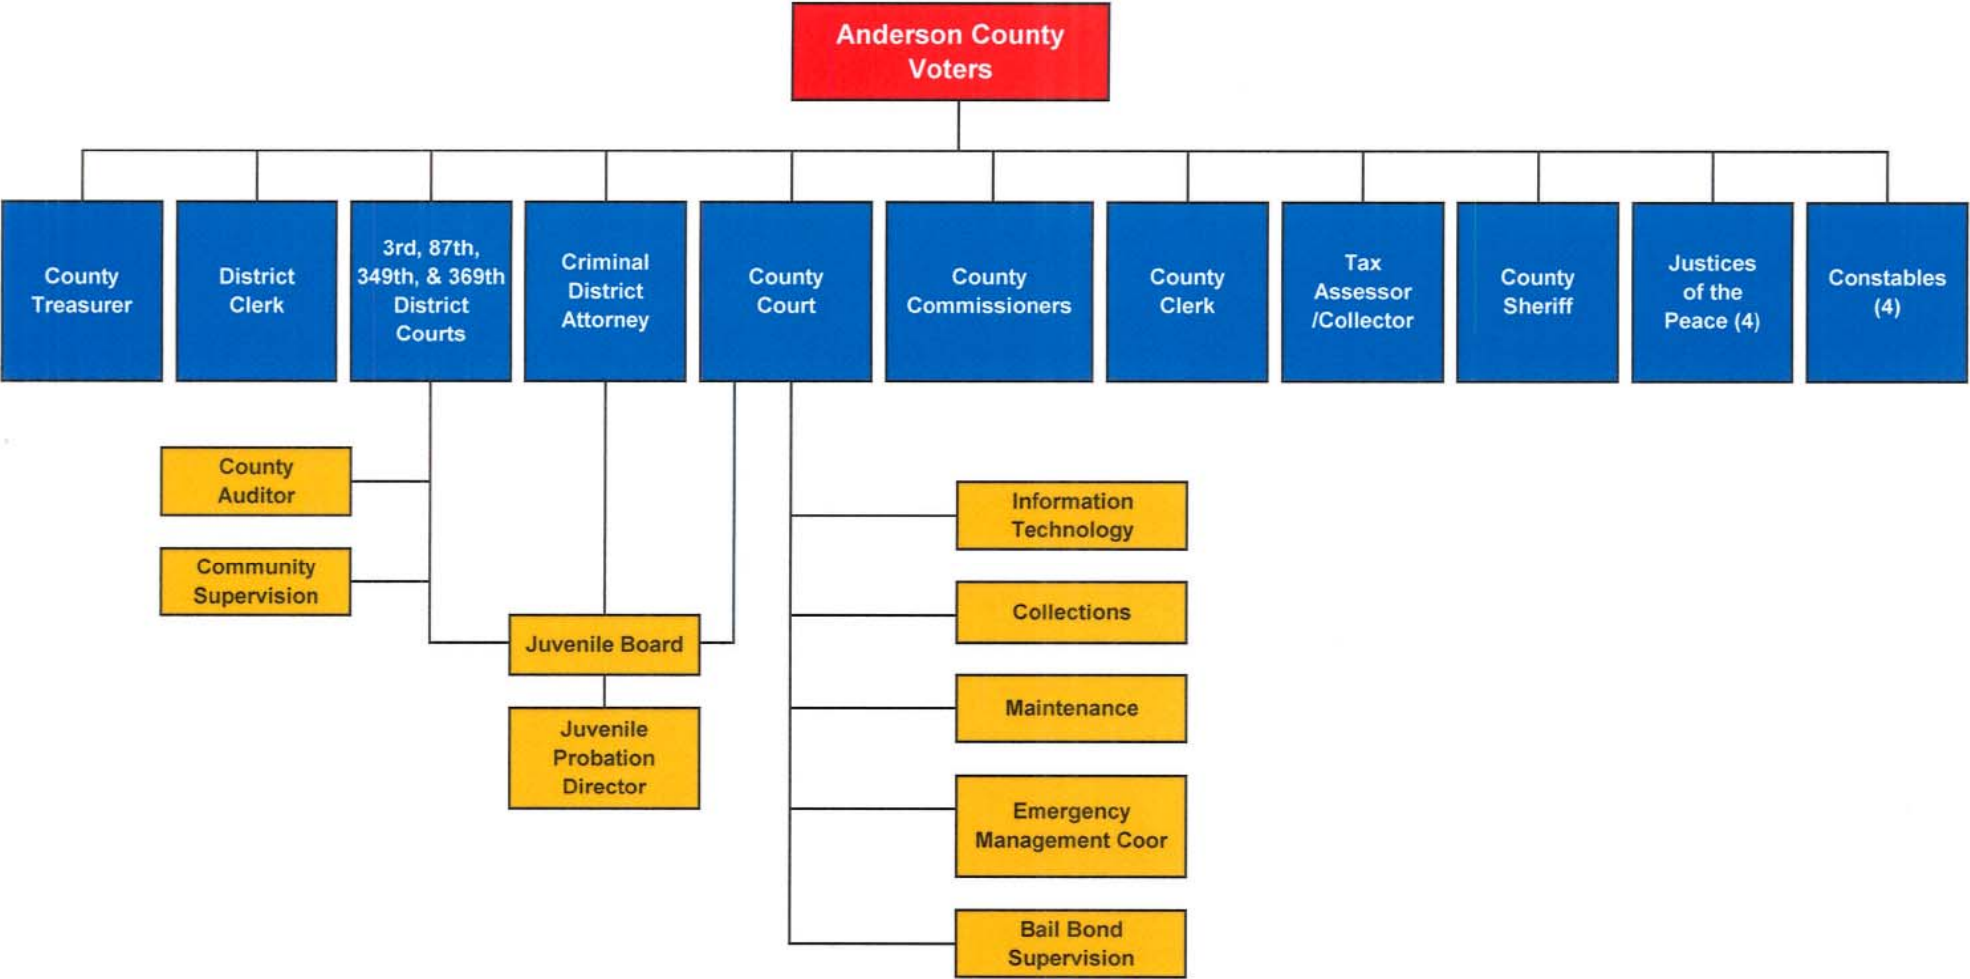 Anderson County
Voters
County
Treasurer
District
Clerk
3rd, 87th,
349th, & 369th
District
Courts
Criminal
District
Attorney
County
Court
County
Commissioners
County
Clerk
Tax
Assessor
/Collector
County
Sheriff
Justices
of the
Peace (4)
Constables
(4)
County
Auditor
Community
Supervision
Juvenile Board
Juvenile
Probation
Director
Information
Technology
Collections
Maintenance
Emergency
Management Coor
Bail Bond
Supervision